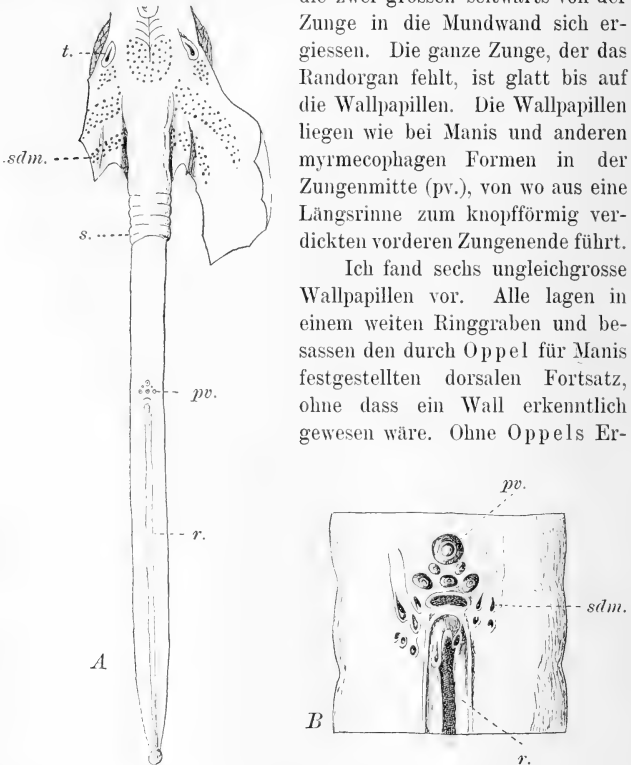 die zwei grossen seitwärts von der
Zunge in die Mundwand sich er-
giessen. Die ganze Zunge, der das
Randorgan fehlt, ist glatt bis auf
die Wallpapillen. Die Wallpapillen
liegen wie bei Manis und anderen
myrmecophagen Formen in der
Zungenmitte (pv.), von wo aus eine
Längsrinne zum knopfförmig ver-
dickten vorderen Zungenende führt.
Ich fand sechs ungleichgrosse
Wallpapillen vor. Alle lagen in
einem weiten Ringgraben und be-
sassen den durch Oppel für Manis
festgestellten dorsalen Fortsatz,
ohne dass ein Wall erkenntlich
gewesen wäre. Ohne Oppels Er-
t.
sdm.
s.
pv.
r.
A
pv.
sdm.
B
r.